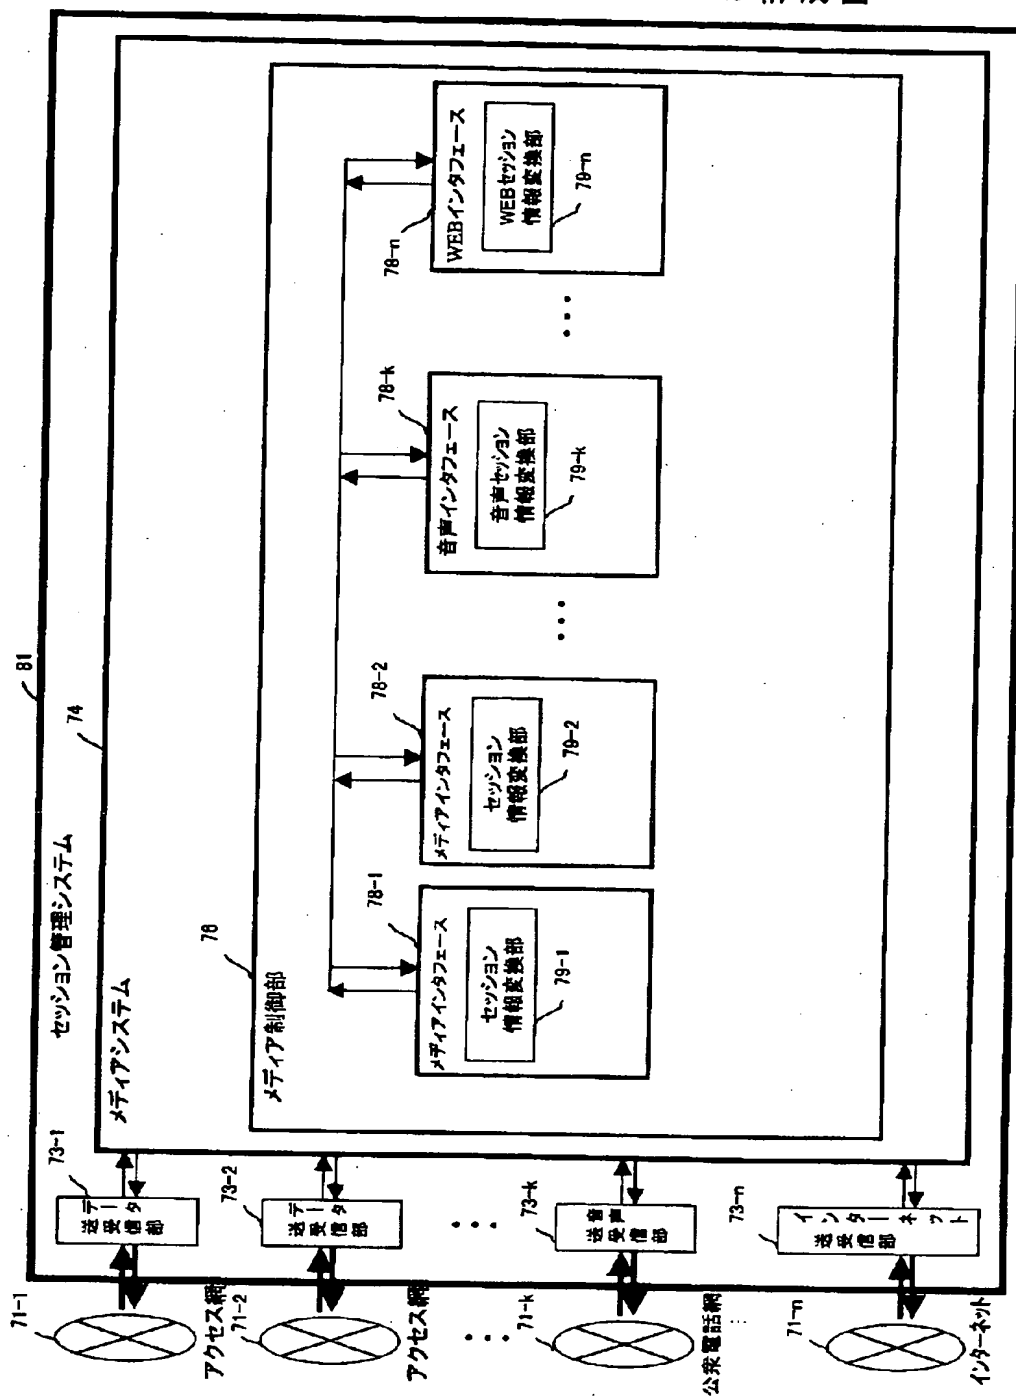 の構成図
81
セッション管理システム
74
メディアシステム
76
メディア制御部
メディアインタフェース
78-1
セッション
情報変換部
79-1
メディアインタフェース
78-2
セッション
情報変換部
79-2
・・・
音声インタフェース
78-k
音声セッション
情報変換部
79-k
・・・
WEBインタフェース
78-n
WEBセッション
情報変換部
79-n
73-1
データ
送受信部
73-2
データ
送受信部
・・・
73-k
音声
送受信部
73-n
インターネット
送受信部
71-1
アクセス網
71-2
アクセス網
・・・
71-k
公衆電話網
71-n
インターネット